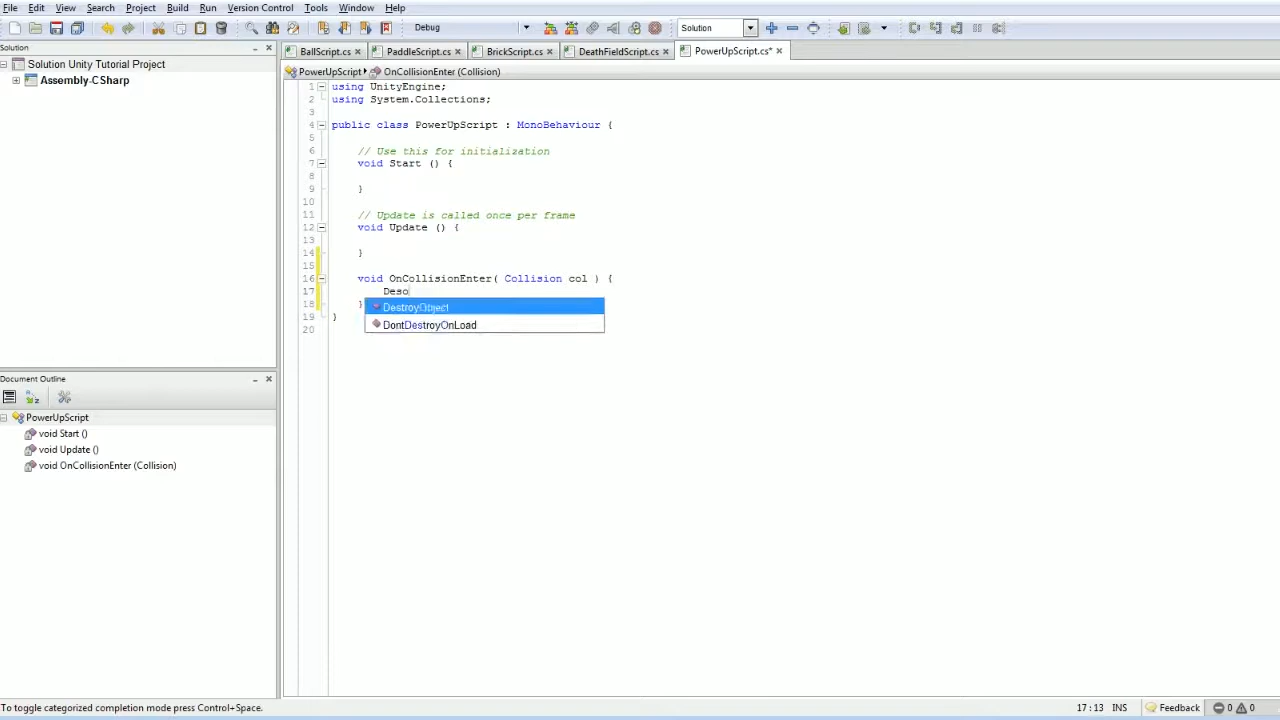 File Edit View Search Project Build Run Version Control Tools Window Help
Debug Solution
Solution
BallScript.cs PaddleScript.cs BrickScript.cs DeathFieldScript.cs PowerUpScript.cs*
Solution Unity Tutorial Project
PowerUpScript OnCollisionEnter (Collision)
Assembly-CSharp
1 using UnityEngine;
2 using System.Collections;
3
4 public class PowerUpScript : MonoBehaviour {
5
6 // Use this for initialization
7 void Start () {
8
9 }
10
11 // Update is called once per frame
12 void Update () {
13
14 }
15
16 void OnCollisionEnter( Collision col ) {
17 Deso
18 }
19 }
20
DestroyObject
DontDestroyOnLoad
Document Outline
PowerUpScript
void Start ()
void Update ()
void OnCollisionEnter (Collision)
To toggle categorized completion mode press Control+Space.
17 : 13 INS Feedback 0 0